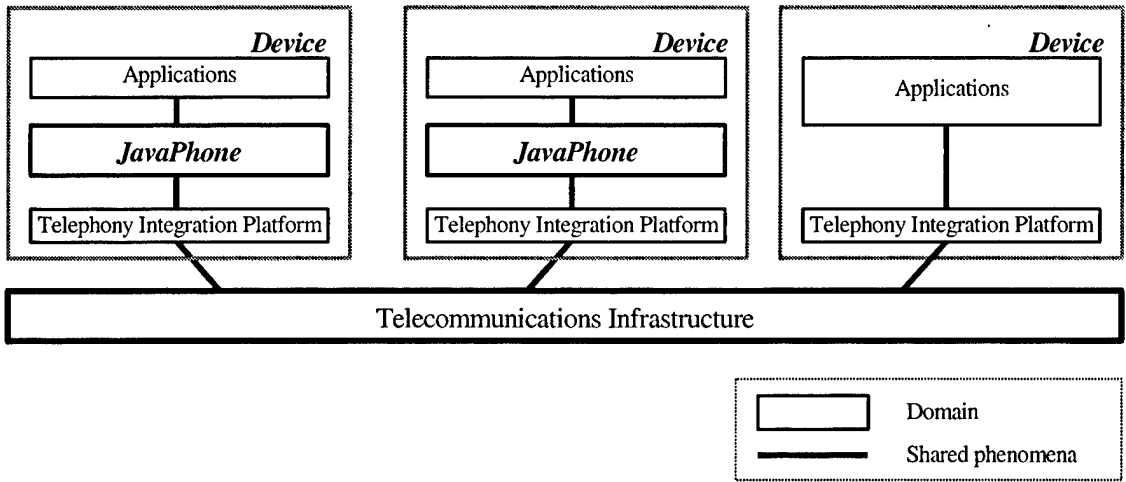 Device
Applications
JavaPhone
Telephony Integration Platform
Device
Applications
JavaPhone
Telephony Integration Platform
Device
Applications
Telephony Integration Platform
Telecommunications Infrastructure
Domain
Shared phenomena